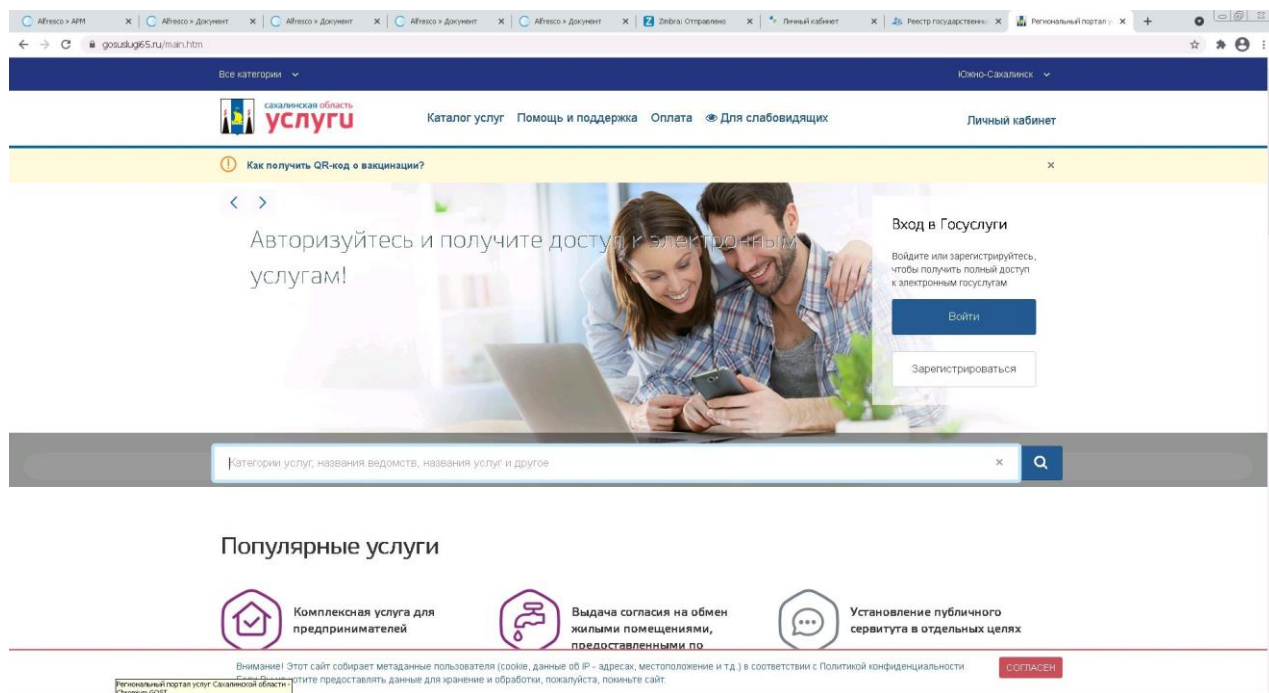 Alfresco » АРМ
Alfresco » Документ
Alfresco » Документ
Alfresco » Документ
Alfresco » Документ
Zimbra: Отправлено
Личный кабинет
Реестр государственны
Региональный портал у
gosuslugi65.ru/main.htm
Все категории
Южно-Сахалинск
сахалинская область
услуги
Каталог услуг Помощь и поддержка Оплата Для слабовидящих
Личный кабинет
Как получить QR-код о вакцинации?
Авторизуйтесь и получите доступ к электронным
услугам!
Вход в Госуслуги
Войдите или зарегистрируйтесь,
чтобы получить полный доступ
к электронным госуслугам
Войти
Зарегистрироваться
Категории услуг, названия ведомств, названия услуг и другое
Популярные услуги
Комплексная услуга для
предпринимателей
Выдача согласия на обмен
жилыми помещениями,
предоставленными по
Установление публичного
сервитута в отдельных целях
Внимание! Этот сайт собирает метаданные пользователя (cookie, данные об IP - адресах, местоположение и т.д.) в соответствии с Политикой конфиденциальности
Если Вы не хотите предоставлять данные для хранение и обработки, пожалуйста, покиньте сайт.
СОГЛАСЕН
Региональный портал услуг Сахалинской области -
Chromium GOST